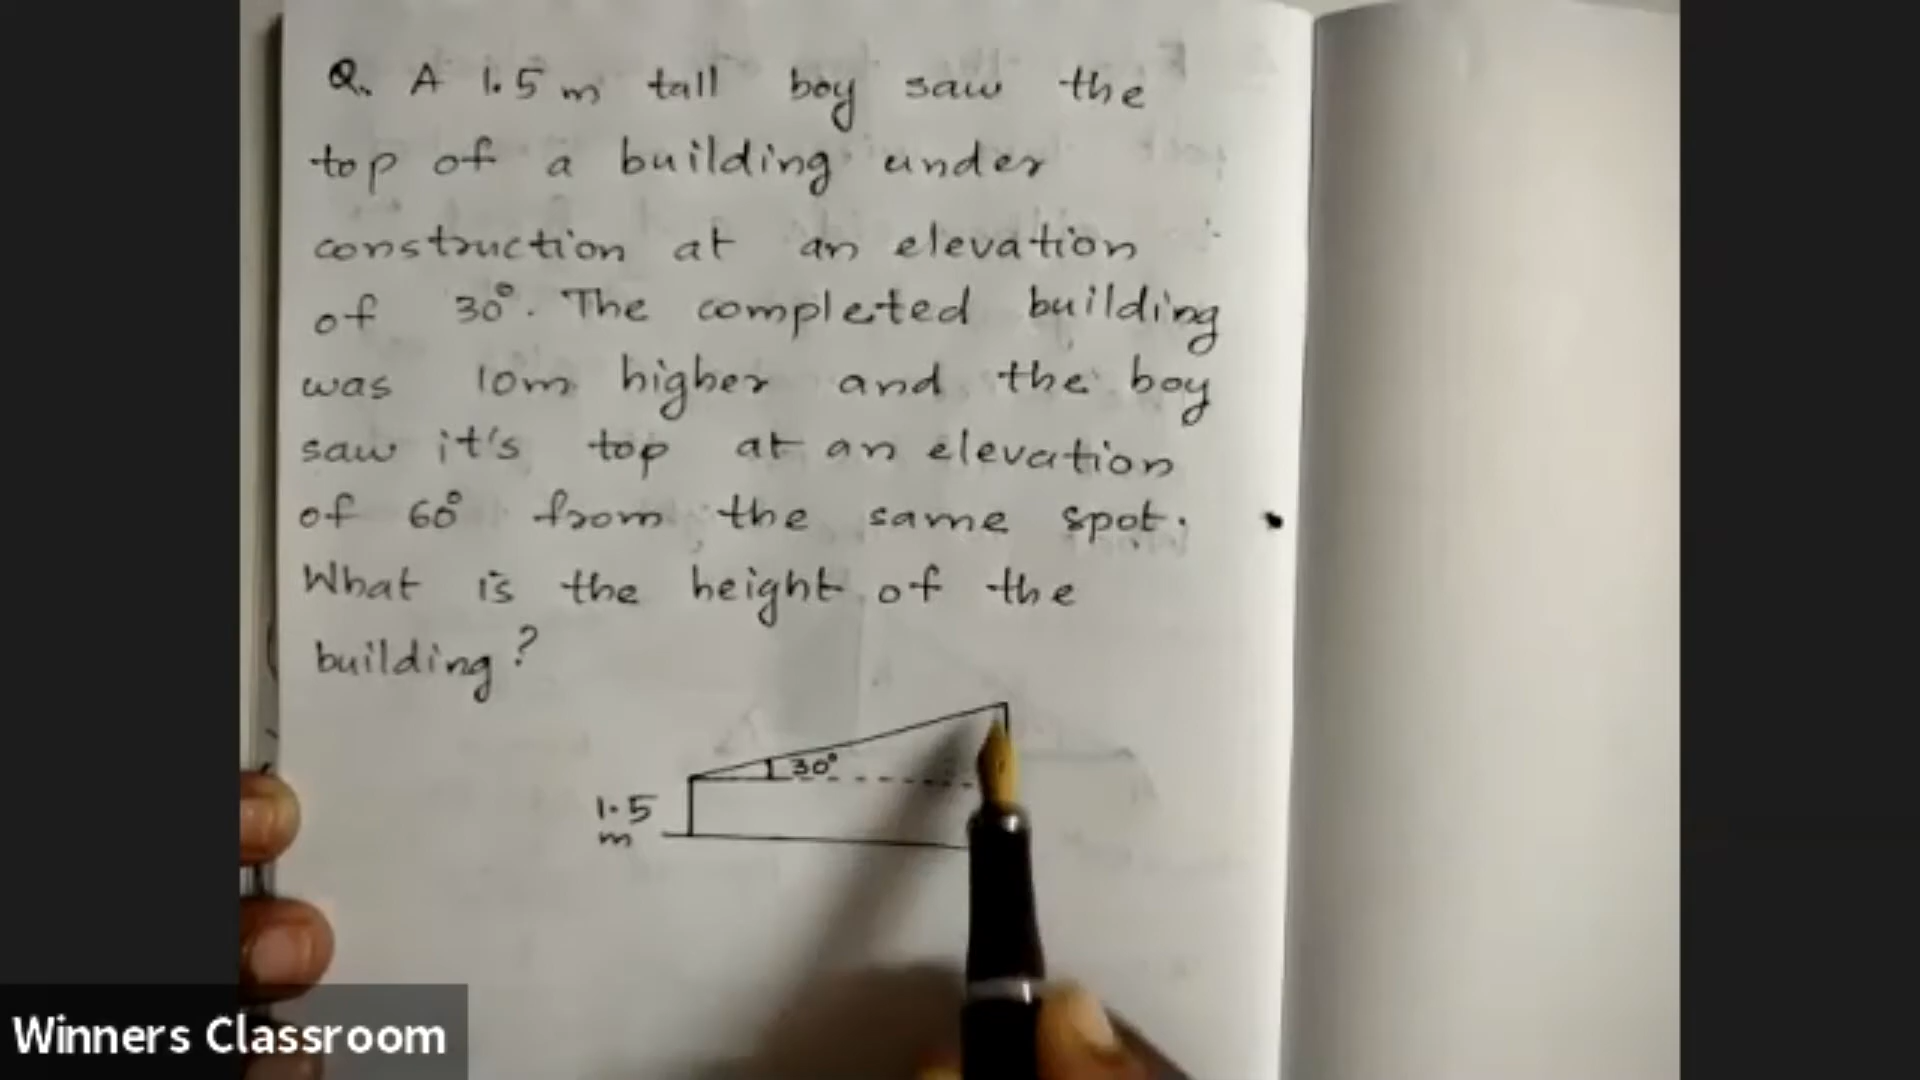 Q. A 1.5 m tall boy saw the
top of a building under
construction at an elevation
of 30°. The completed building
was 10m higher and the boy
saw it's top at an elevation
of 60° from the same spot.
What is the height of the
building?
30°
1.5
m
Winners Classroom